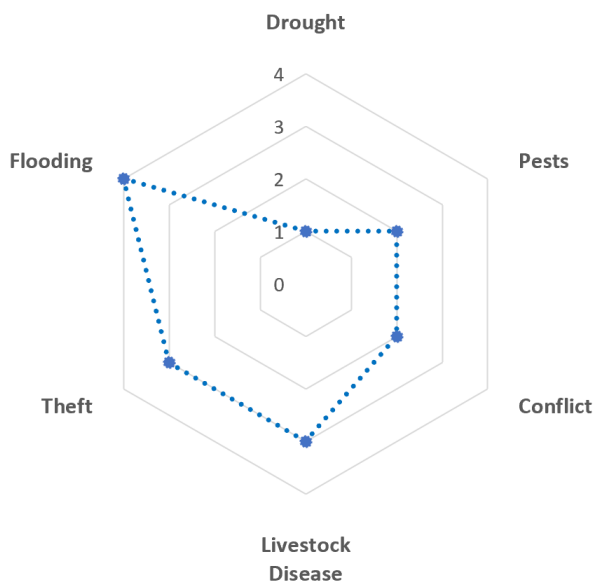 Drought
4
3
2
1
0
Flooding
Pests
Theft
Conflict
Livestock
Disease